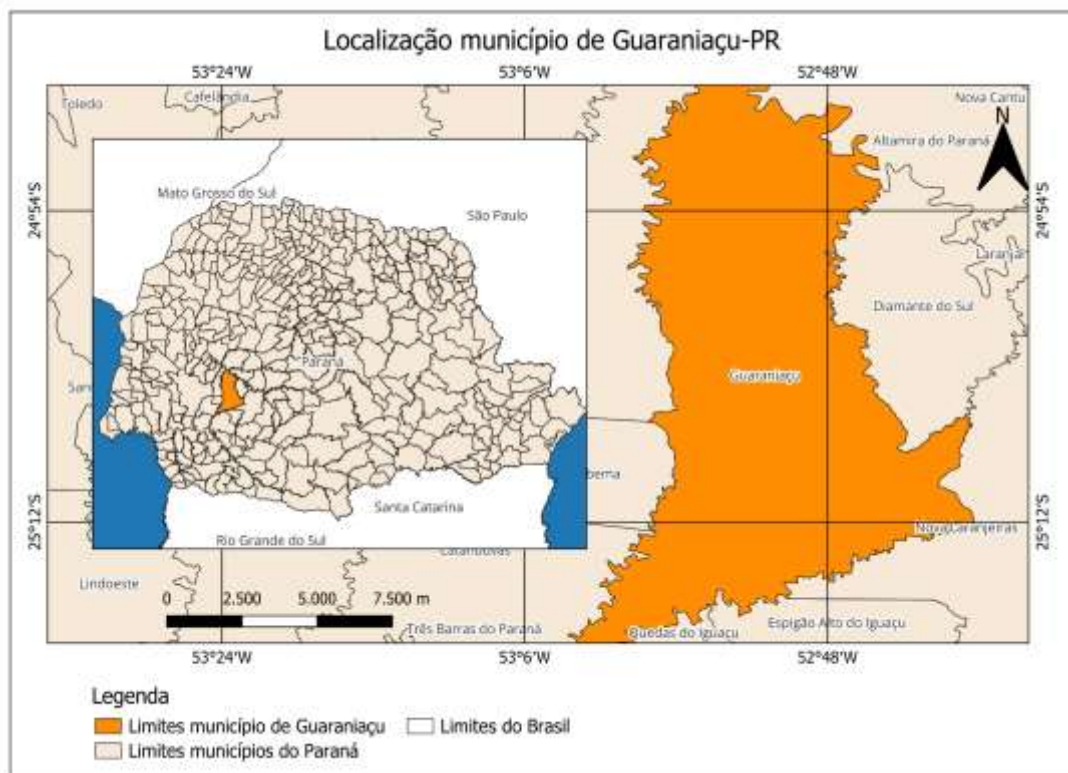 Localização município de Guaraniaçu-PR
53°24'W 53°6'W 52°48'W
Toledo
Cafelândia
Nova Cantu
N
Altamira do Paraná
24°54'S
24°54'S
Mato Grosso do Sul
São Paulo
Laranjal
Diamante do Sul
Paraná
Guaraniaçu
Santa Catarina
Nova Laranjeiras
25°12'S
25°12'S
Rio Grande do Sul
Catanduvas
Lindoeste
0 2.500 5.000 7.500 m
Três Barras do Paraná
Quedas do Iguaçu
Espigão Alto do Iguaçu
53°24'W 53°6'W 52°48'W
Legenda
Limites município de Guaraniaçu
Limites do Brasil
Limites municípios do Paraná